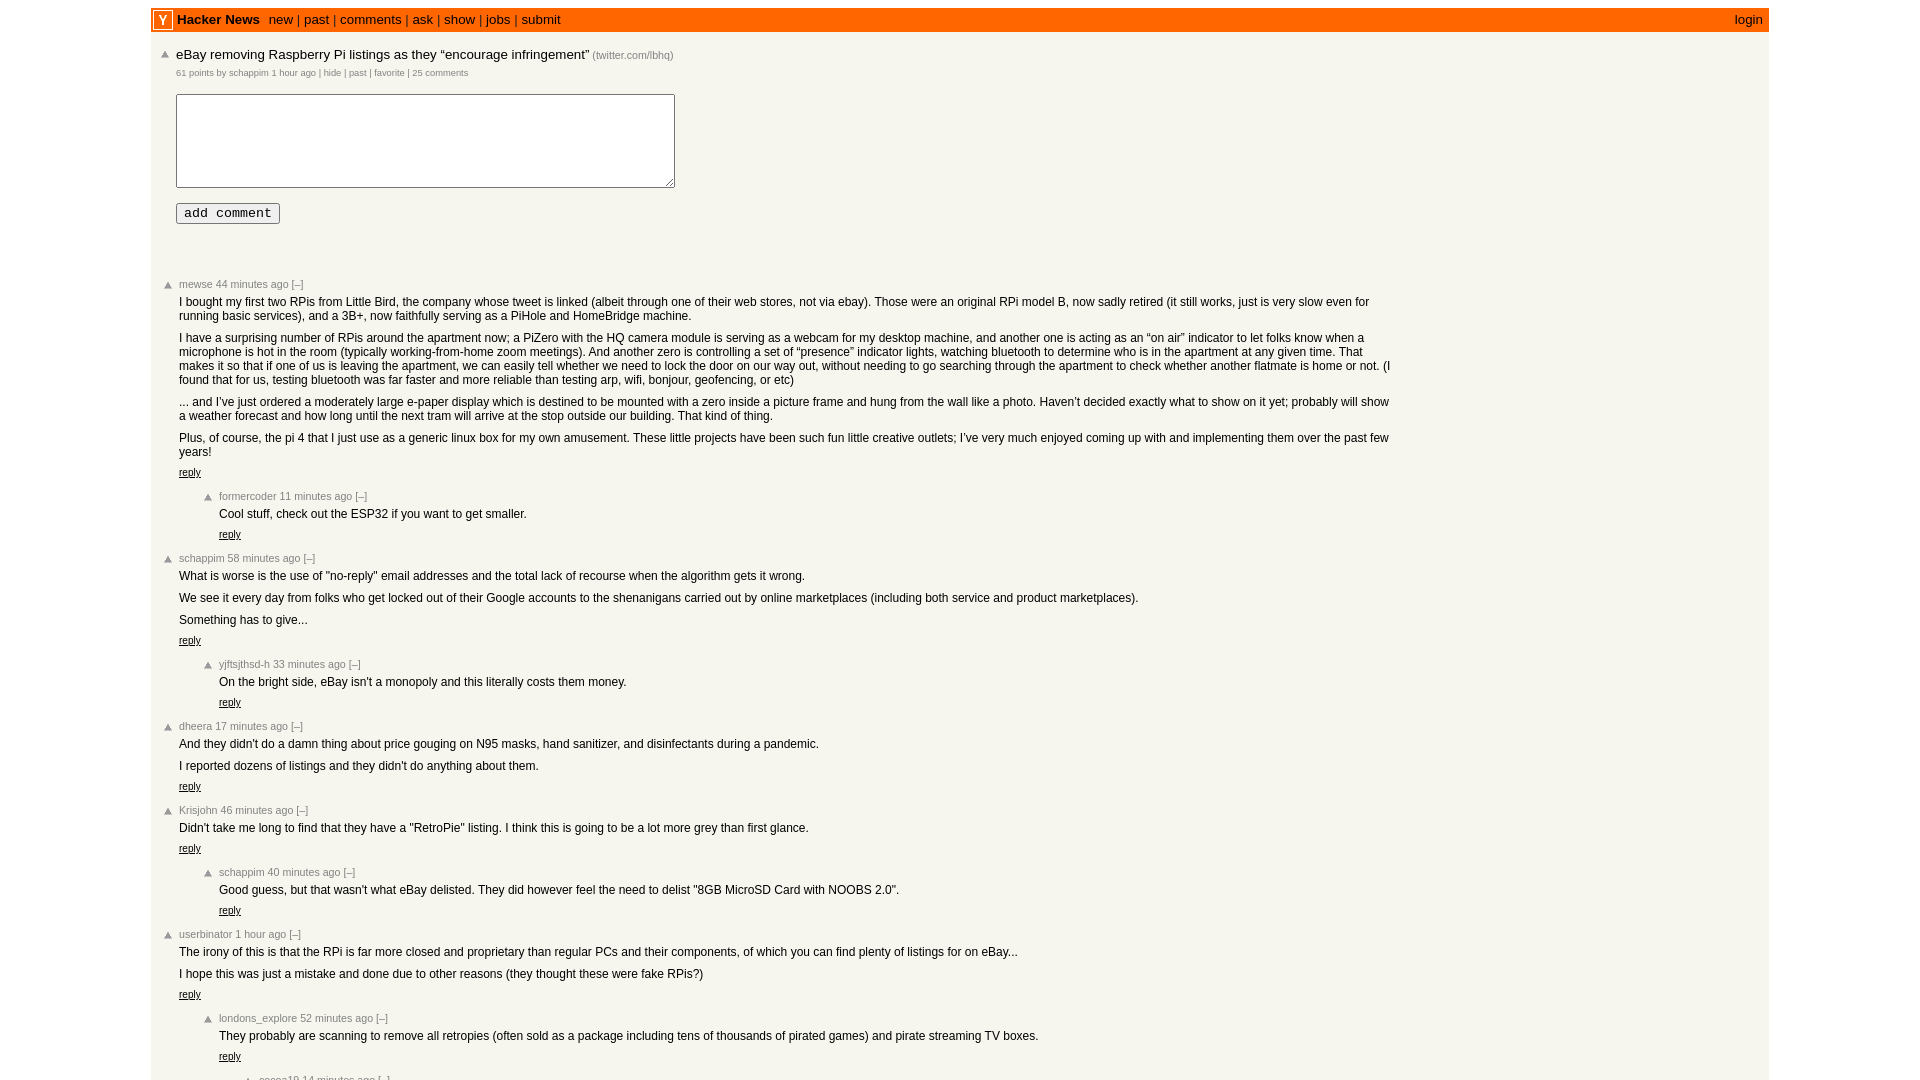 Y Hacker News new | past | comments | ask | show | jobs | submit login
eBay removing Raspberry Pi listings as they “encourage infringement” (twitter.com/lbhq)
61 points by schappim 1 hour ago | hide | past | favorite | 25 comments
add comment
mewse 44 minutes ago [–]
I bought my first two RPis from Little Bird, the company whose tweet is linked (albeit through one of their web stores, not via ebay). Those were an original RPi model B, now sadly retired (it still works, just is very slow even for
running basic services), and a 3B+, now faithfully serving as a PiHole and HomeBridge machine.
I have a surprising number of RPis around the apartment now; a PiZero with the HQ camera module is serving as a webcam for my desktop machine, and another one is acting as an “on air” indicator to let folks know when a
microphone is hot in the room (typically working-from-home zoom meetings). And another zero is controlling a set of “presence” indicator lights, watching bluetooth to determine who is in the apartment at any given time. That
makes it so that if one of us is leaving the apartment, we can easily tell whether we need to lock the door on our way out, without needing to go searching through the apartment to check whether another flatmate is home or not. (I
found that for us, testing bluetooth was far faster and more reliable than testing arp, wifi, bonjour, geofencing, or etc)
... and I’ve just ordered a moderately large e-paper display which is destined to be mounted with a zero inside a picture frame and hung from the wall like a photo. Haven’t decided exactly what to show on it yet; probably will show
a weather forecast and how long until the next tram will arrive at the stop outside our building. That kind of thing.
Plus, of course, the pi 4 that I just use as a generic linux box for my own amusement. These little projects have been such fun little creative outlets; I’ve very much enjoyed coming up with and implementing them over the past few
years!
reply
formercoder 11 minutes ago [–]
Cool stuff, check out the ESP32 if you want to get smaller.
reply
schappim 58 minutes ago [–]
What is worse is the use of "no-reply" email addresses and the total lack of recourse when the algorithm gets it wrong.
We see it every day from folks who get locked out of their Google accounts to the shenanigans carried out by online marketplaces (including both service and product marketplaces).
Something has to give...
reply
yjftsjthsd-h 33 minutes ago [–]
On the bright side, eBay isn't a monopoly and this literally costs them money.
reply
dheera 17 minutes ago [–]
And they didn't do a damn thing about price gouging on N95 masks, hand sanitizer, and disinfectants during a pandemic.
I reported dozens of listings and they didn't do anything about them.
reply
Krisjohn 46 minutes ago [–]
Didn't take me long to find that they have a "RetroPie" listing. I think this is going to be a lot more grey than first glance.
reply
schappim 40 minutes ago [–]
Good guess, but that wasn't what eBay delisted. They did however feel the need to delist "8GB MicroSD Card with NOOBS 2.0".
reply
userbinator 1 hour ago [–]
The irony of this is that the RPi is far more closed and proprietary than regular PCs and their components, of which you can find plenty of listings for on eBay...
I hope this was just a mistake and done due to other reasons (they thought these were fake RPis?)
reply
londons_explore 52 minutes ago [–]
They probably are scanning to remove all retropies (often sold as a package including tens of thousands of pirated games) and pirate streaming TV boxes.
reply
14 minutes ago [–]